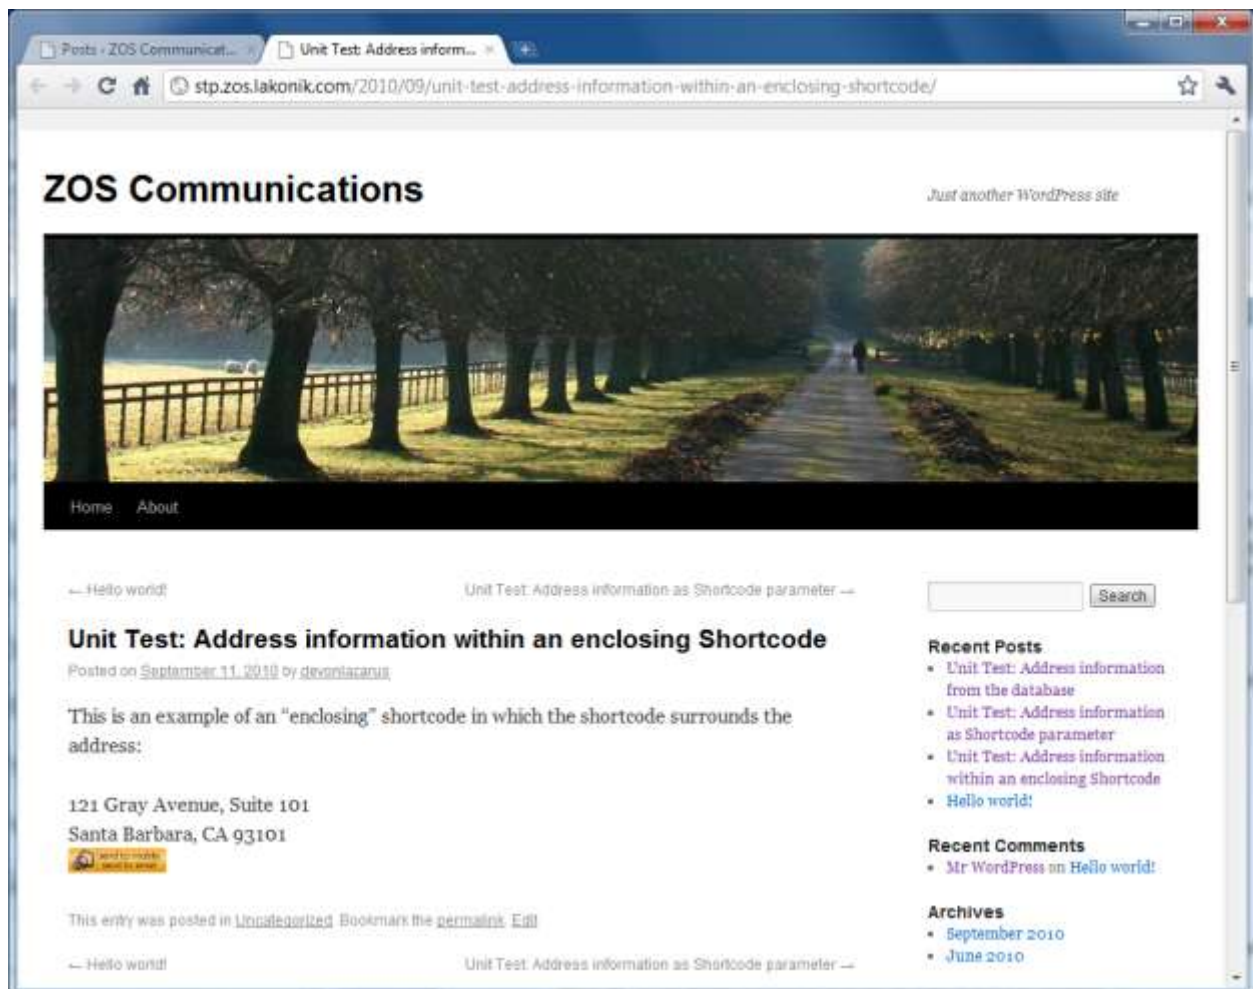 Posts ‹ ZOS Communicat...
Unit Test: Address inform...
stp.zos.lakonik.com/2010/09/unit-test-address-information-within-an-enclosing-shortcode/
ZOS Communications
Just another WordPress site
Home About
← Hello world!
Unit Test: Address information as Shortcode parameter →
Unit Test: Address information within an enclosing Shortcode
Posted on September 11, 2010 by devonlazarus
This is an example of an “enclosing” shortcode in which the shortcode surrounds the
address:
121 Gray Avenue, Suite 101
Santa Barbara, CA 93101
send to mobile
send to email
This entry was posted in Uncategorized. Bookmark the permalink. Edit
← Hello world!
Unit Test: Address information as Shortcode parameter →
Search
Recent Posts
Unit Test: Address information
from the database
Unit Test: Address information
as Shortcode parameter
Unit Test: Address information
within an enclosing Shortcode
Hello world!
Recent Comments
Mr WordPress on Hello world!
Archives
September 2010
June 2010